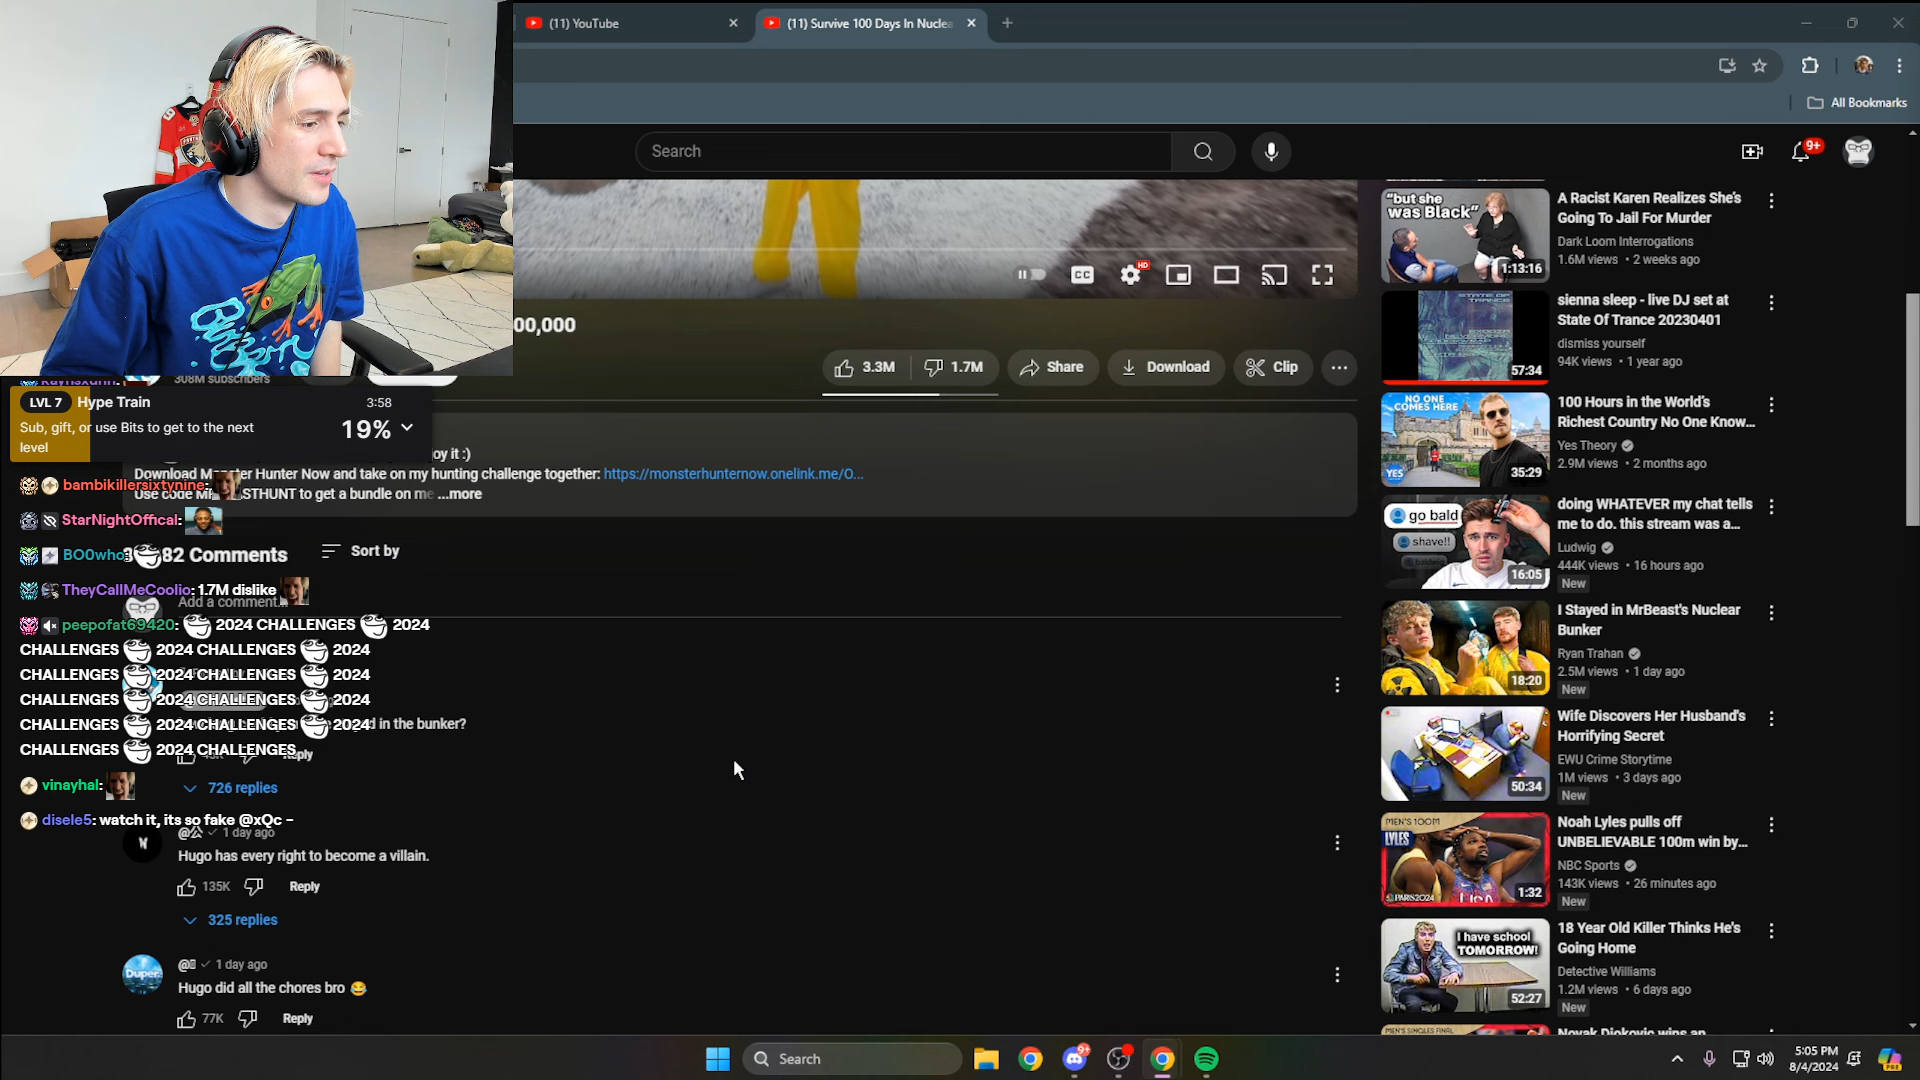 (11) YouTube
(11) Survive 100 Days In Nuclea
All Bookmarks
Search
9+
00,000
3.3M
1.7M
Share
Download
Clip
308M subscribers
LVL 7 Hype Train 3:58
Sub, gift, or use Bits to get to the next
level
19%
oy it :)
Download Monster Hunter Now and take on my hunting challenge together: https://monsterhunternow.onelink.me/O...
Use code STHUNT to get a bundle on me ...more
bambikillersixtynine:
StarNightOffical:
BO0who:
82 Comments
Sort by
TheyCallMeCoolio: 1.7M dislike
Add a comment...
peepofat69420: 2024 CHALLENGES 2024
CHALLENGES 2024 CHALLENGES 2024
CHALLENGES 2024 CHALLENGES 2024
CHALLENGES 2024 CHALLENGES 2024
CHALLENGES 2024 CHALLENGES 2024
CHALLENGES 2024 CHALLENGES
d in the bunker?
Reply
vinayhal:
726 replies
disele5: watch it, its so fake @xQc -
1 day ago
Hugo has every right to become a villain.
135K
Reply
325 replies
Duper
1 day ago
Hugo did all the chores bro 😂
77K
Reply
"but she
was Black"
1:13:16
A Racist Karen Realizes She's
Going To Jail For Murder
Dark Loom Interrogations
1.6M views • 2 weeks ago
STATE OF
TRANCE
57:34
sienna sleep - live DJ set at
State Of Trance 20230401
dismiss yourself
94K views • 1 year ago
NO ONE
COMES HERE
YES
35:29
100 Hours in the World's
Richest Country No One Know...
Yes Theory
2.9M views • 2 months ago
go bald
shave!!
16:05
doing WHATEVER my chat tells
me to do. this stream was a...
Ludwig
444K views • 16 hours ago
New
18:20
I Stayed in MrBeast's Nuclear
Bunker
Ryan Trahan
2.5M views • 1 day ago
New
50:34
Wife Discovers Her Husband's
Horrifying Secret
EWU Crime Storytime
1M views • 3 days ago
New
MEN'S 100M
LYLES
PARIS2024
1:32
Noah Lyles pulls off
UNBELIEVABLE 100m win by...
NBC Sports
143K views • 26 minutes ago
New
I have school
TOMORROW!
52:27
18 Year Old Killer Thinks He's
Going Home
Detective Williams
1.2M views • 6 days ago
New
MEN'S SINGLES FINAL
Novak Djokovic wins an
Search
9+
5:05 PM
8/4/2024